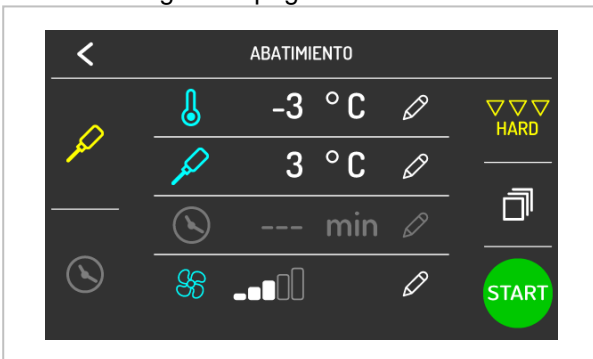 ABATIMIENTO
-3 °C
HARD
3 °C
--- min
START